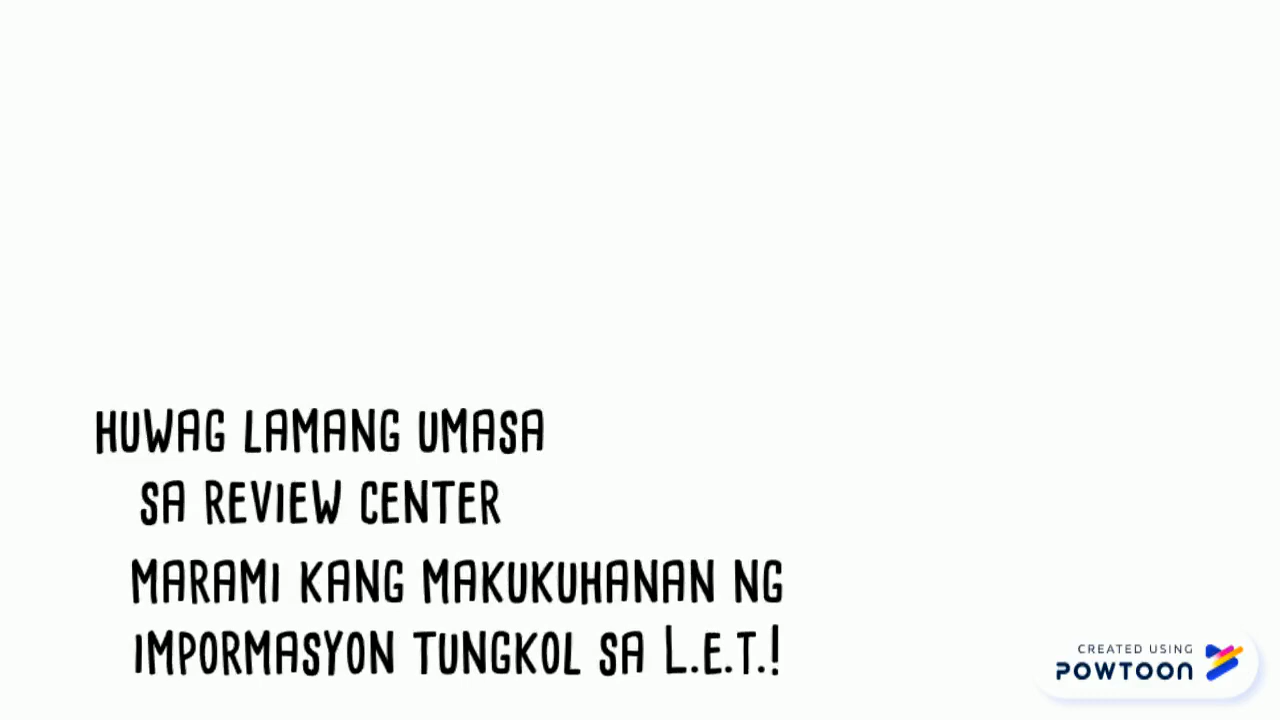 HUWAG LAMANG UMASA
SA REVIEW CENTER
MARAMI KANG MAKUKUHANAN NG
IMPORMASYON TUNGKOL SA L.E.T.!
CREATED USING
POWTOON